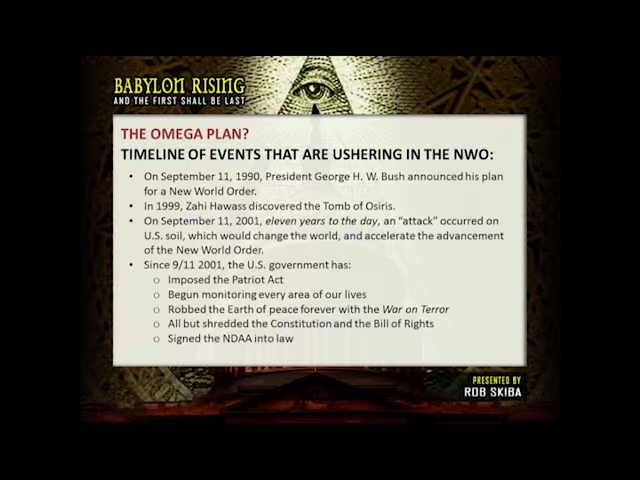 BABYLON RISING
AND THE FIRST SHALL BE LAST
THE OMEGA PLAN?
TIMELINE OF EVENTS THAT ARE USHERING IN THE NWO:
• On September 11, 1990, President George H. W. Bush announced his plan
for a New World Order.
• In 1999, Zahi Hawass discovered the Tomb of Osiris.
• On September 11, 2001, eleven years to the day, an “attack” occurred on
U.S. soil, which would change the world, and accelerate the advancement
of the New World Order.
• Since 9/11 2001, the U.S. government has:
○ Imposed the Patriot Act
○ Begun monitoring every area of our lives
○ Robbed the Earth of peace forever with the War on Terror
○ All but shredded the Constitution and the Bill of Rights
○ Signed the NDAA into law
PRESENTED BY
ROB SKIBA